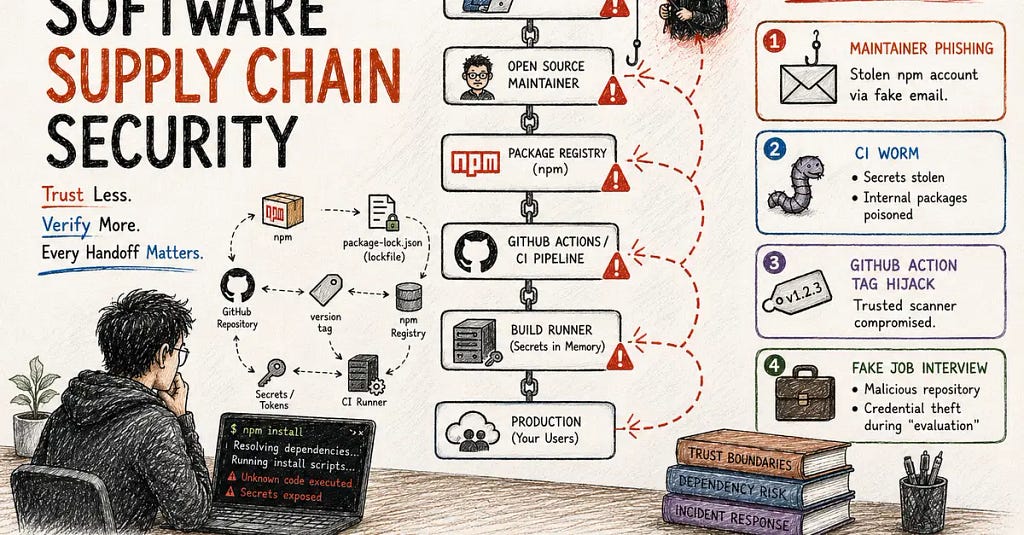 SOFTWARE
SUPPLY CHAIN
SECURITY
Trust Less.
Verify More.
Every Handoff Matters.
npm
npm
package-lock.json
(lockfile)
GitHub
Repository
version
tag
npm
Registry
Secrets /
Tokens
CI Runner
$ npm install
Resolving dependencies...
Running install scripts...
Unknown code executed
Secrets exposed
OPEN SOURCE
MAINTAINER
npm
PACKAGE REGISTRY
(npm)
GITHUB ACTIONS /
CI PIPELINE
BUILD RUNNER
(Secrets in Memory)
PRODUCTION
(Your Users)
1
MAINTAINER PHISHING
Stolen npm account
via fake email.
2
CI WORM
• Secrets stolen
• Internal packages
poisoned
3
GITHUB ACTION
TAG HIJACK
v1.2.3
Trusted scanner
compromised.
4
FAKE JOB INTERVIEW
• Malicious repository
• Credential theft
during "evaluation"
TRUST BOUNDARIES
DEPENDENCY RISK
INCIDENT RESPONSE